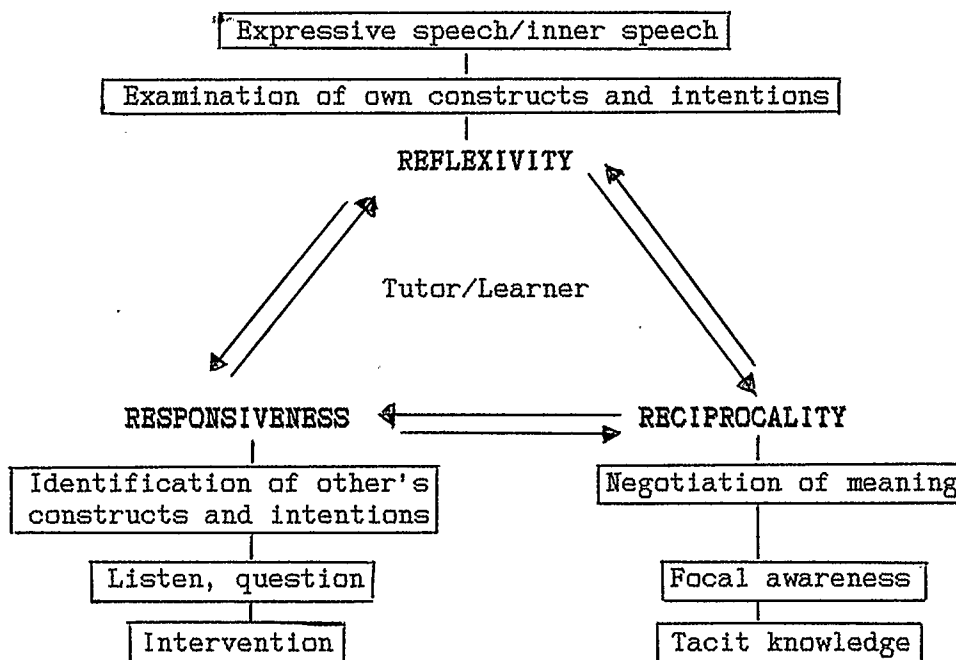 Expressive speech/inner speech
Examination of own constructs and intentions
REFLEXIVITY
Tutor/Learner
RESPONSIVENESS
RECIPROCALITY
Identification of other's
constructs and intentions
Negotiation of meaning
Listen, question
Focal awareness
Intervention
Tacit knowledge